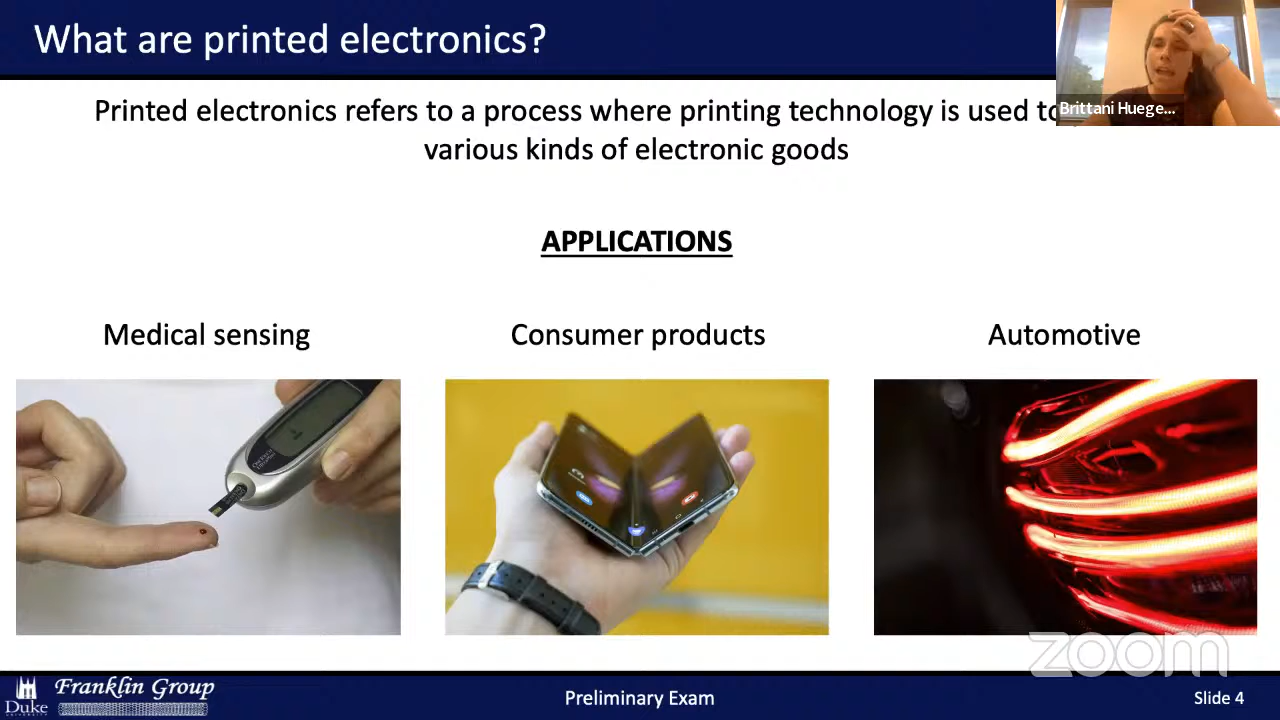 What are printed electronics?
Brittani Huege...
Printed electronics refers to a process where printing technology is used to
various kinds of electronic goods
APPLICATIONS
Medical sensing
Consumer products
Automotive
zoom
Franklin Group
Duke
Preliminary Exam
Slide 4